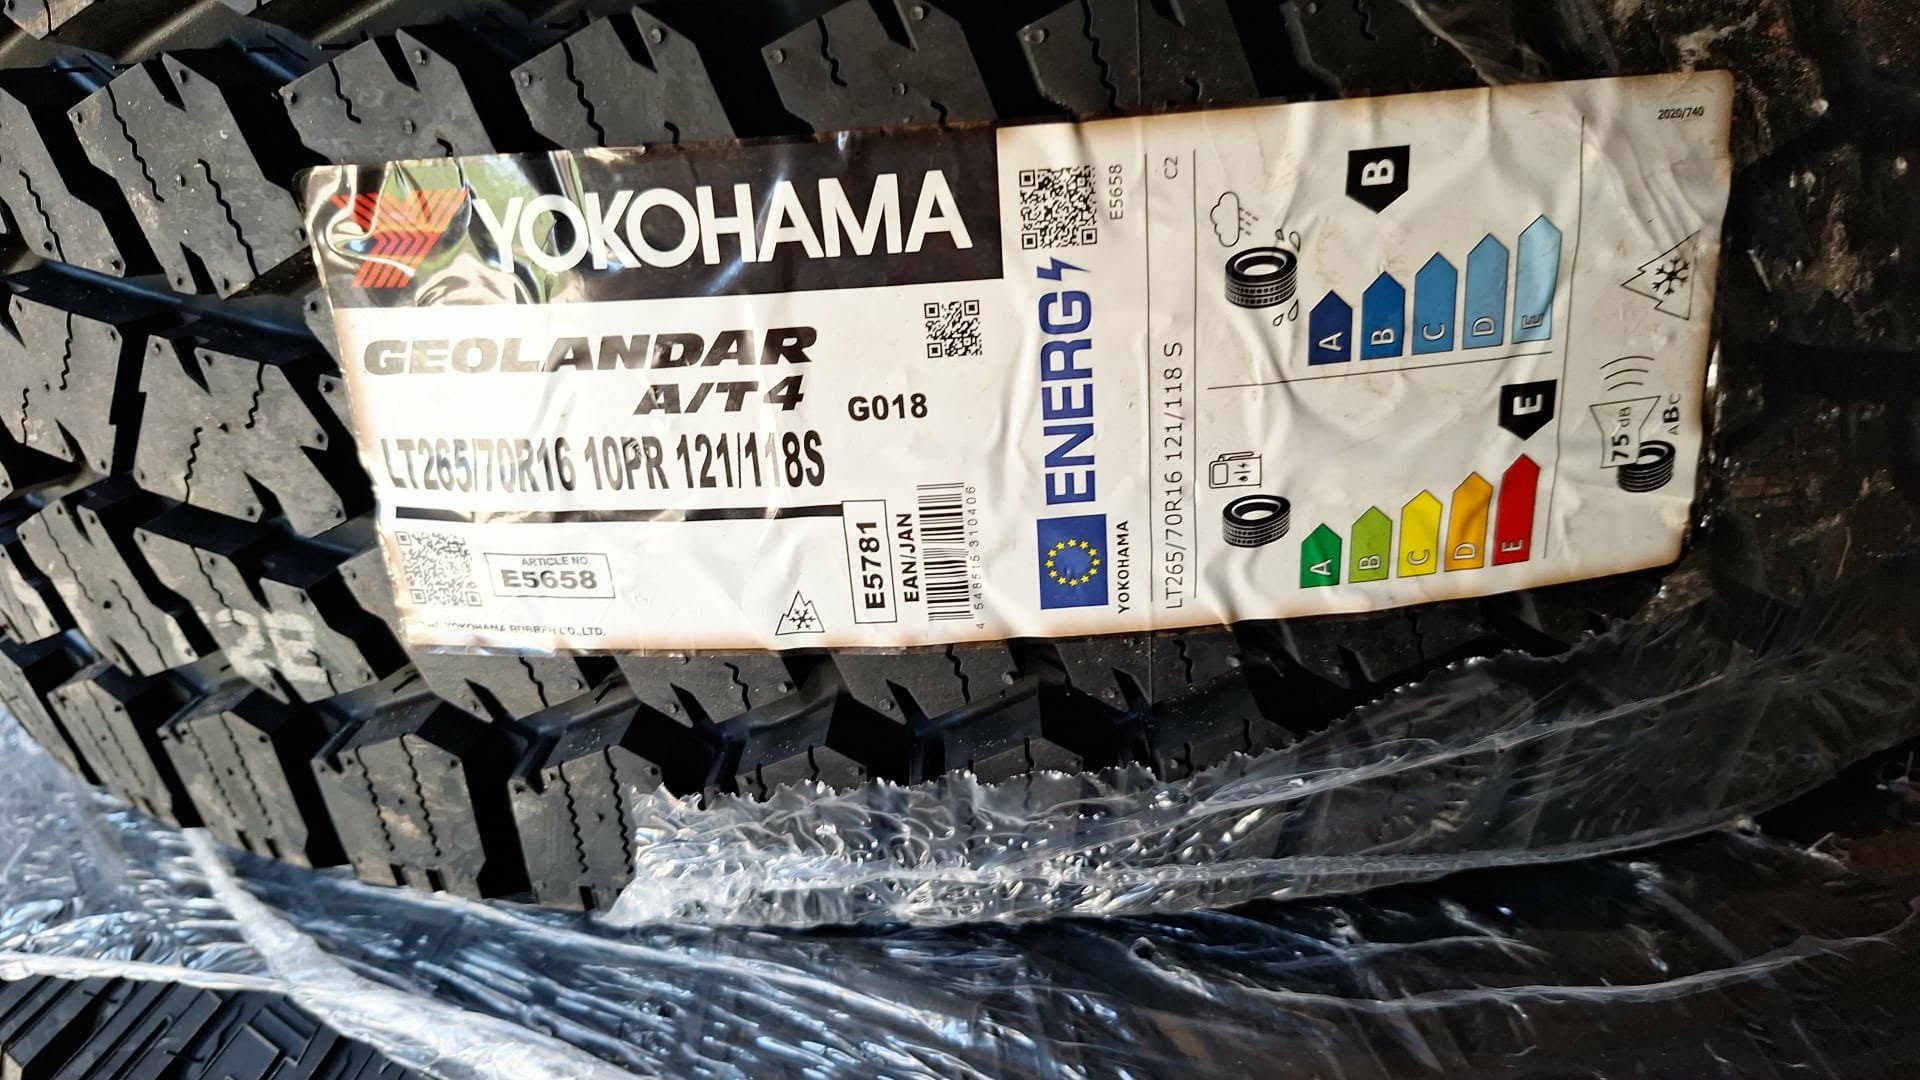 YOKOHAMA
GEOLANDAR
A/T4
G018
LT265/70R16 10PR 121/118S
ARTICLE NO.
E5658
E5781
EAN/JAN
4 548515 310406
YOKOHAMA RUBBER CO.,LTD.
ENERG
E5658
YOKOHAMA
LT265/70R16 121/118 S
C2
B
A
B
C
D
E
E
A
B
C
D
E
75 dB
ABC
2020/740